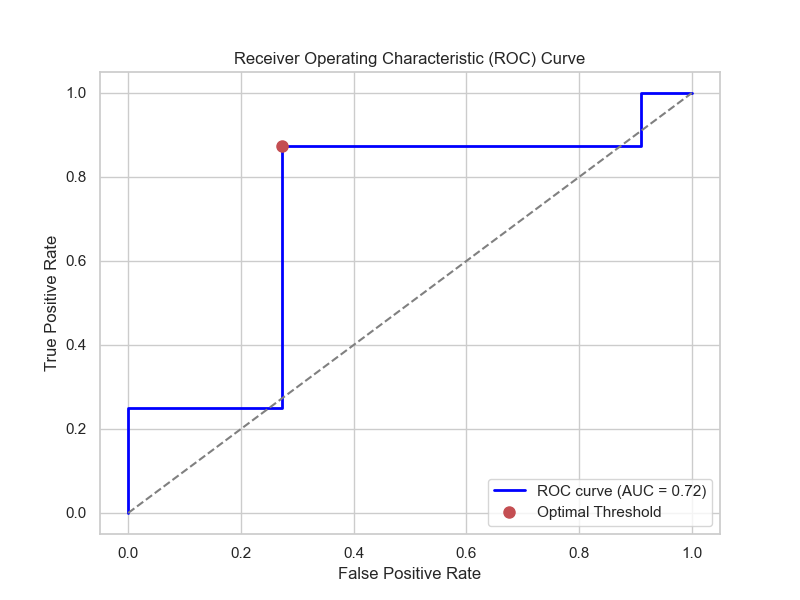 Receiver Operating Characteristic (ROC) Curve
True Positive Rate
1.0
0.8
0.6
0.4
0.2
0.0
ROC curve (AUC = 0.72)
Optimal Threshold
0.0 0.2 0.4 0.6 0.8 1.0
False Positive Rate